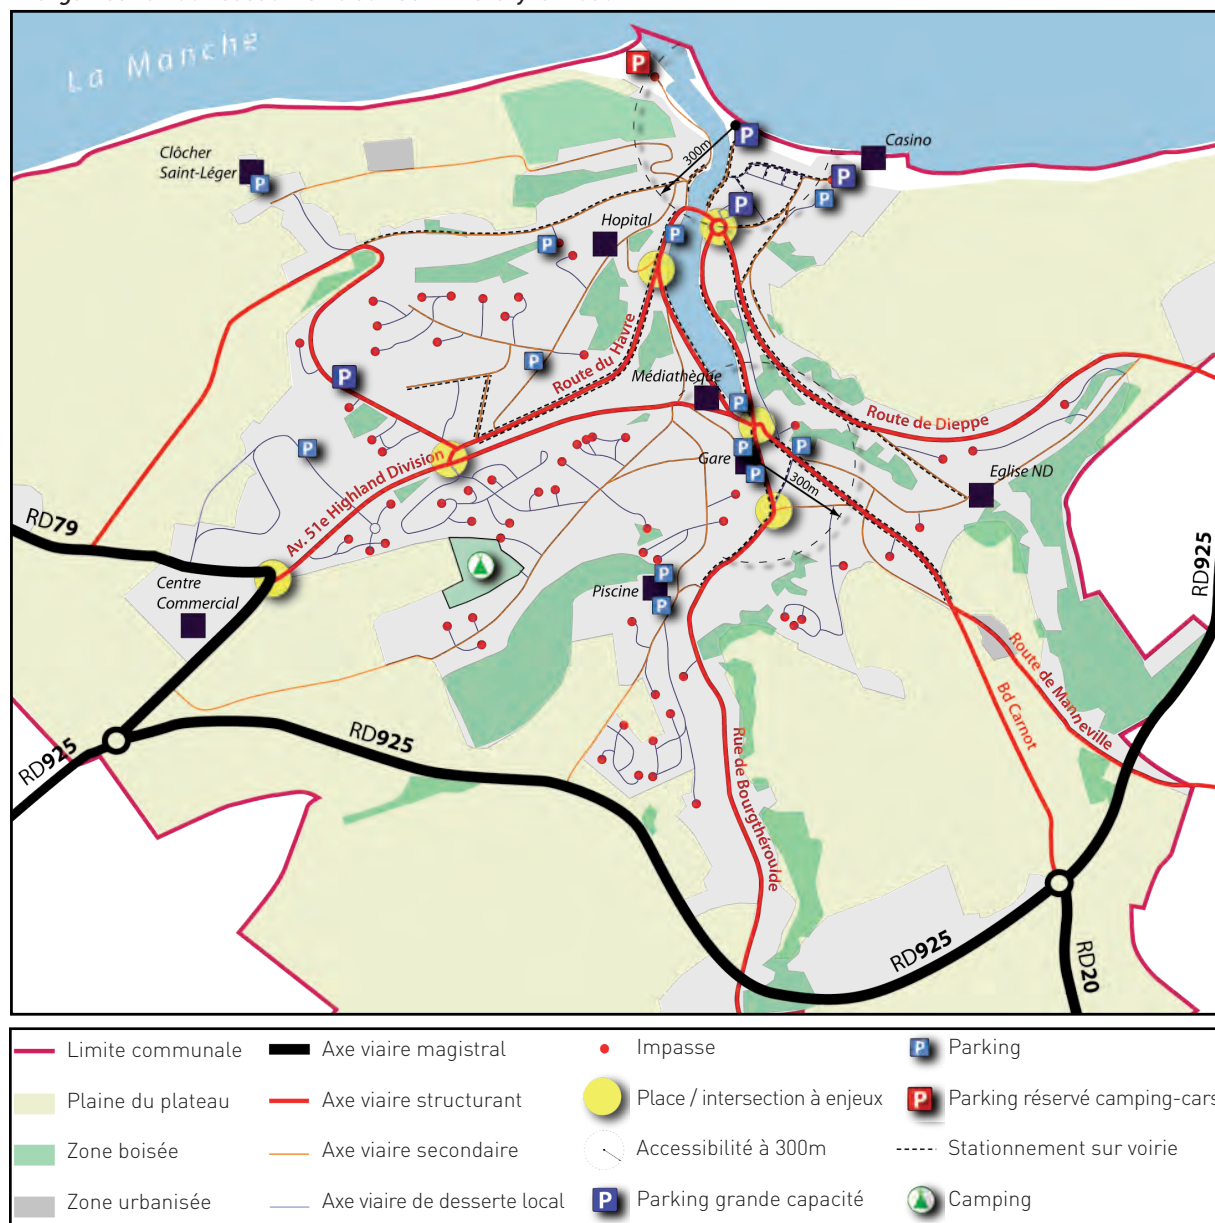 La Manche
P
P
300m
Casino
Clôcher
Saint-Léger
P
P
P
P
Hopital
P
P
Route du Havre
P
P
Médiathèque
P
Route de Dieppe
P
Av. 51e Highland Division
P
P
Gare
P
300m
Eglise ND
RD79
RD925
Centre
Commercial
Piscine
P
P
Route de Manneville
Bd Carnot
RD925
RD925
Rue de Bourgthéroulde
RD925
RD20
Limite communale
Axe viaire magistral
Impasse
P
Parking
Plaine du plateau
Axe viaire structurant
Place / intersection à enjeux
P
Parking réservé camping-cars
Zone boisée
Axe viaire secondaire
Accessibilité à 300m
Stationnement sur voirie
Zone urbanisée
Axe viaire de desserte local
P
Parking grande capacité
Camping